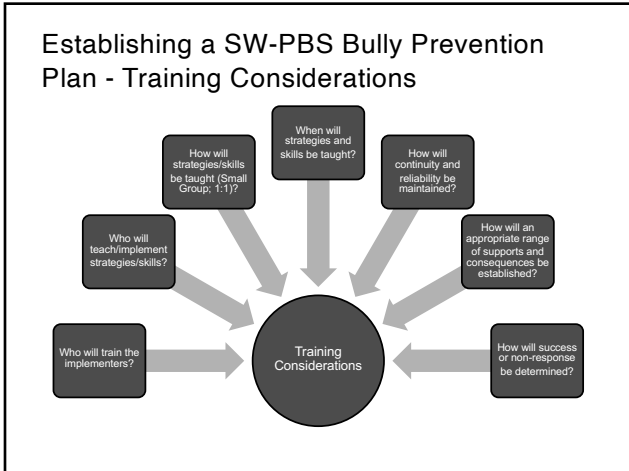 Establishing a SW-PBS Bully Prevention
Plan - Training Considerations
Who will train the
implementers?
Who will
teach/implement
strategies/skills?
How will
strategies/skills
be taught (Small
Group; 1:1)?
When will
strategies and
skills be taught?
How will
continuity and
reliability be
maintained?
How will an
appropriate range
of supports and
consequences be
established?
How will success
or non-response
be determined?
Training
Considerations